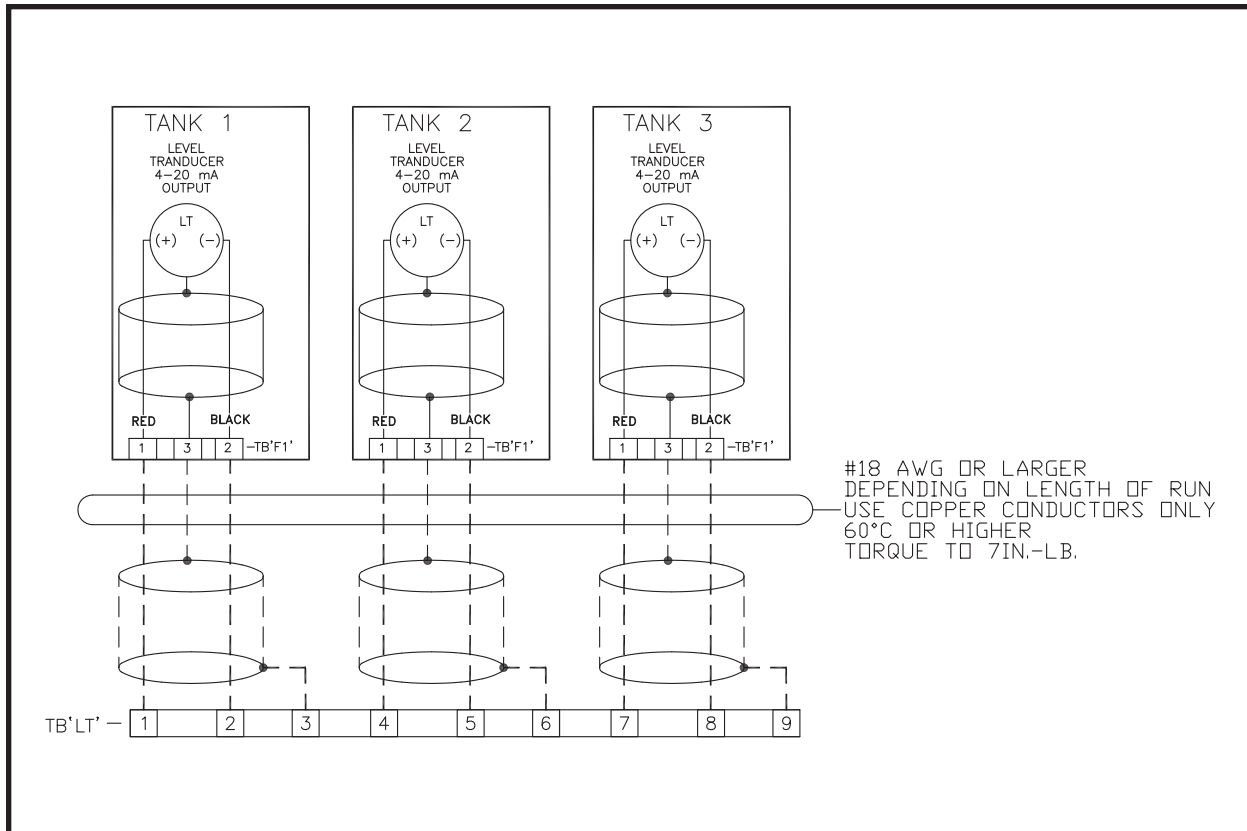 TANK 1
LEVEL
TRANDUCER
4-20 mA
OUTPUT
LT
(+) (-)
RED BLACK
1 3 2 -TB'F1'
TANK 2
LEVEL
TRANDUCER
4-20 mA
OUTPUT
LT
(+) (-)
RED BLACK
1 3 2 -TB'F1'
TANK 3
LEVEL
TRANDUCER
4-20 mA
OUTPUT
LT
(+) (-)
RED BLACK
1 3 2 -TB'F1'
#18 AWG OR LARGER
DEPENDING ON LENGTH OF RUN
USE COPPER CONDUCTORS ONLY
60°C OR HIGHER
TORQUE TO 7IN.-LB.
TB'LT' - 1 2 3 4 5 6 7 8 9